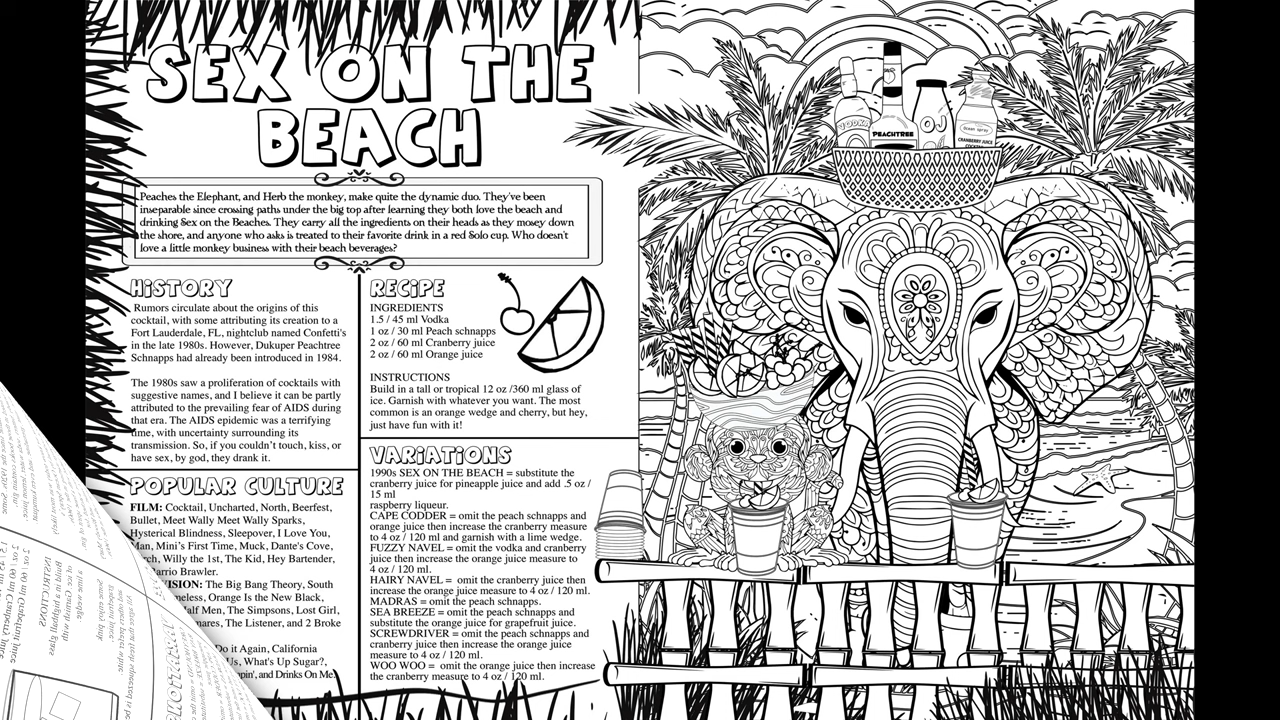 SEX ON THE
BEACH
Peaches the Elephant, and Herb the monkey, make quite the dynamic duo. They've been
inseparable since crossing paths under the big top after learning they both love the beach and
drinking Sex on the Beaches. They carry all the ingredients on their heads as they mosey down
the shore, and anyone who asks is treated to their favorite drink in a red Solo cup. Who doesn't
love a little monkey business with their beach beverages?
HISTORY
Rumors circulate about the origins of this
cocktail, with some attributing its creation to a
Fort Lauderdale, FL, nightclub named Confetti's
in the late 1980s. However, Dukuper Peachtree
Schnapps had already been introduced in 1984.
The 1980s saw a proliferation of cocktails with
suggestive names, and I believe it can be partly
attributed to the prevailing fear of AIDS during
that era. The AIDS epidemic was a terrifying
time, with uncertainty surrounding its
transmission. So, if you couldn't touch, kiss, or
have sex, by god, they drank it.
POPULAR CULTURE
FILM: Cocktail, Uncharted, North, Beerfest,
Bullet, Meet Wally Meet Wally Sparks,
Hysterical Blindness, Sleepover, I Love You,
Man, Mini's First Time, Muck, Dante's Cove,
Willy the 1st, The Kid, Hey Bartender,
Brawler.
The Big Bang Theory, South
Orange Is the New Black,
Half Men, The Simpsons, Lost Girl,
The Listener, and 2 Broke
Do it Again, California
Us, What's Up Sugar?,
and Drinks On Me.
RECIPE
INGREDIENTS
1.5 / 45 ml Vodka
1 oz / 30 ml Peach schnapps
2 oz / 60 ml Cranberry juice
2 oz / 60 ml Orange juice
INSTRUCTIONS
Build in a tall or tropical 12 oz /360 ml glass of
ice. Garnish with whatever you want. The most
common is an orange wedge and cherry, but hey,
just have fun with it!
VARIATIONS
1990s SEX ON THE BEACH = substitute the
cranberry juice for pineapple juice and add .5 oz /
15 ml
raspberry liqueur.
CAPE CODDER = omit the peach schnapps and
orange juice then increase the cranberry measure
to 4 oz / 120 ml and garnish with a lime wedge.
FUZZY NAVEL = omit the vodka and cranberry
juice then increase the orange juice measure to
4 oz / 120 ml.
HAIRY NAVEL = omit the cranberry juice then
increase the orange juice measure to 4 oz / 120 ml.
MADRAS = omit the peach schnapps.
SEA BREEZE = omit the peach schnapps and
substitute the orange juice for grapefruit juice.
SCREWDRIVER = omit the peach schnapps and
cranberry juice then increase the orange juice
measure to 4 oz / 120 ml.
WOO WOO = omit the orange juice then increase
the cranberry measure to 4 oz / 120 ml.
VODKA
PEACHTREE
OJ
Ocean spray
CRANBERRY JUICE